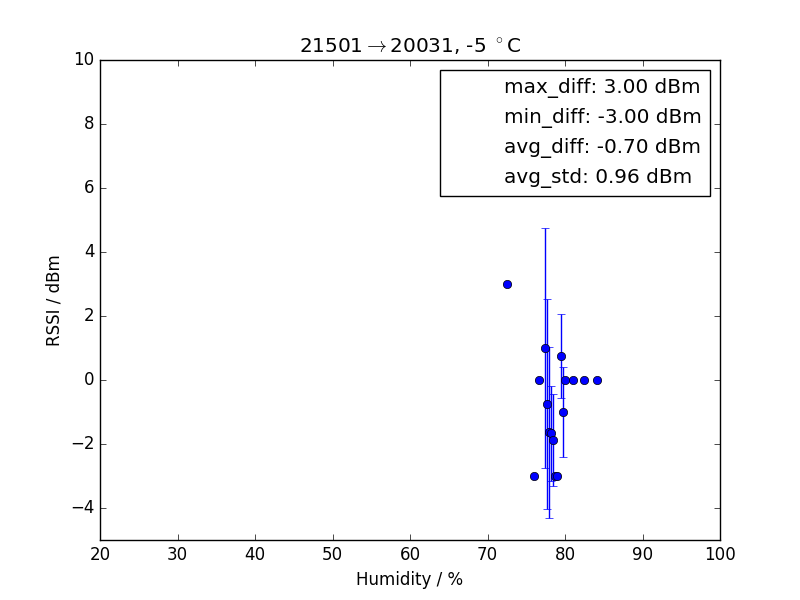 21501→20031, -5 °C
max_diff: 3.00 dBm
min_diff: -3.00 dBm
avg_diff: -0.70 dBm
avg_std: 0.96 dBm
RSSI / dBm
10
8
6
4
2
0
−2
−4
20 30 40 50 60 70 80 90 100
Humidity / %